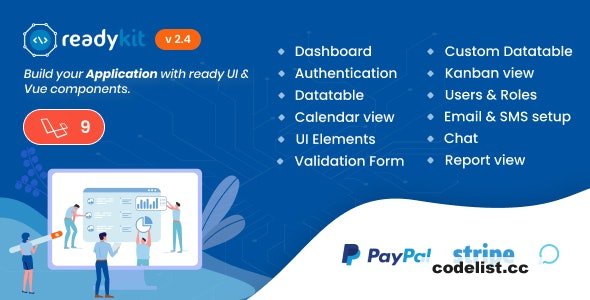 readykit
v 2.4
Build your Application with ready UI &
Vue components.
9
Dashboard
Authentication
Datatable
Calendar view
UI Elements
Validation Form
Custom Datatable
Kanban view
Users & Roles
Email & SMS setup
Chat
Report view
PayPal
stripe
codelist.cc